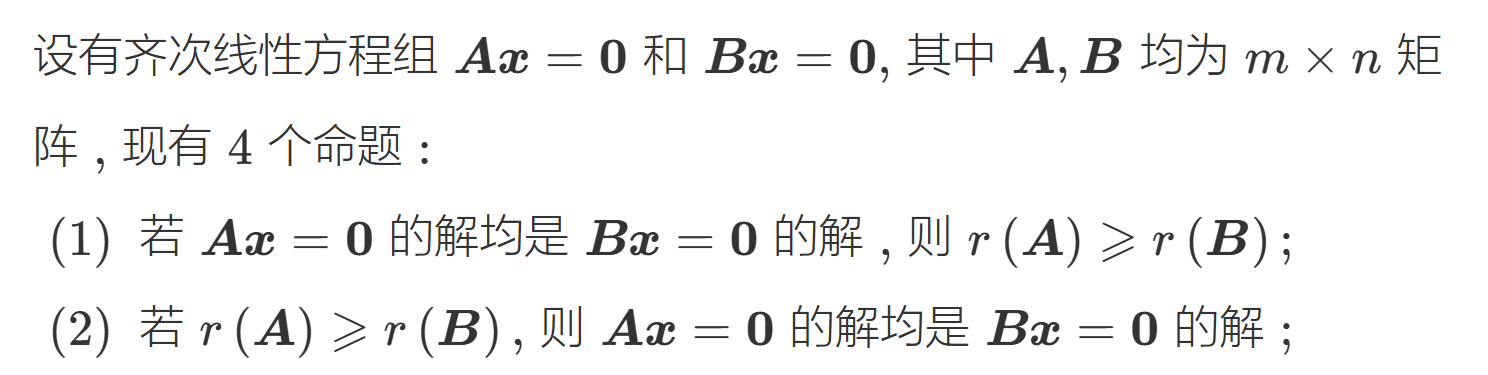 设有齐次线性方程组 Ax = 0 和 Bx = 0, 其中 A, B 均为 m × n 矩
阵 , 现有 4 个命题 :
(1) 若 Ax = 0 的解均是 Bx = 0 的解 , 则 r (A) ⩾ r (B) ;
(2) 若 r (A) ⩾ r (B) , 则 Ax = 0 的解均是 Bx = 0 的解 ;